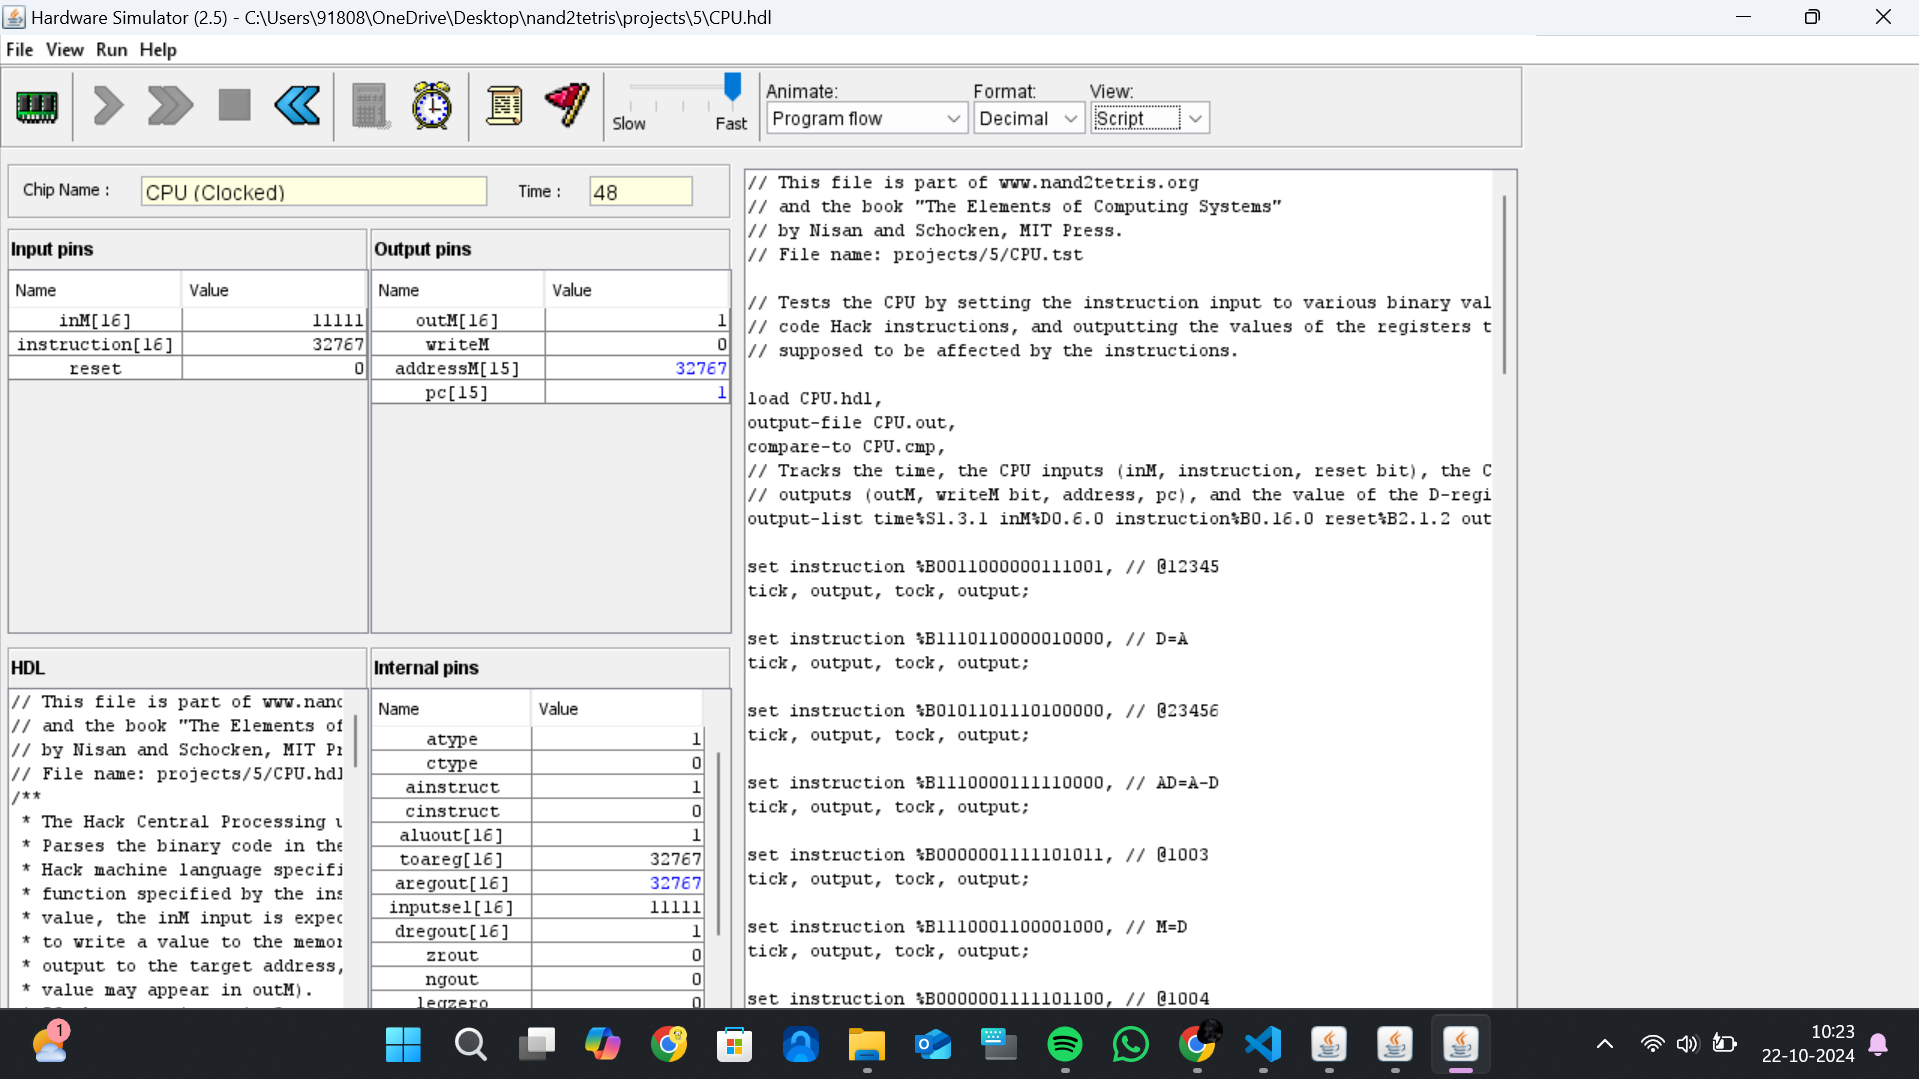 Hardware Simulator (2.5) - C:\Users\91808\OneDrive\Desktop\nand2tetris\projects\5\CPU.hdl
File View Run Help
Slow Fast
Animate:
Program flow
Format:
Decimal
View:
Script
Chip Name : CPU (Clocked) Time : 48
Input pins
Name Value
inM[16] 11111
instruction[16] 32767
reset 0
Output pins
Name Value
outM[16] 1
writeM 0
addressM[15] 32767
pc[15] 1
HDL
// This file is part of www.nand
// and the book "The Elements of
// by Nisan and Schocken, MIT Pr
// File name: projects/5/CPU.hdl
/**
* The Hack Central Processing u
* Parses the binary code in the
* Hack machine language specifi
* function specified by the ins
* value, the inM input is expec
* to write a value to the memor
* output to the target address,
* value may appear in outM).
Internal pins
Name Value
atype 1
ctype 0
ainstruct 1
cinstruct 0
aluout[16] 1
toareg[16] 32767
aregout[16] 32767
inputsel[16] 11111
dregout[16] 1
zrout 0
ngout 0
leqzero 0
// This file is part of www.nand2tetris.org
// and the book "The Elements of Computing Systems"
// by Nisan and Schocken, MIT Press.
// File name: projects/5/CPU.tst
// Tests the CPU by setting the instruction input to various binary val
// code Hack instructions, and outputting the values of the registers t
// supposed to be affected by the instructions.
load CPU.hdl,
output-file CPU.out,
compare-to CPU.cmp,
// Tracks the time, the CPU inputs (inM, instruction, reset bit), the C
// outputs (outM, writeM bit, address, pc), and the value of the D-regi
output-list time%S1.3.1 inM%D0.6.0 instruction%B0.16.0 reset%B2.1.2 out
set instruction %B0011000000111001, // @12345
tick, output, tock, output;
set instruction %B1110110000010000, // D=A
tick, output, tock, output;
set instruction %B0101101110100000, // @23456
tick, output, tock, output;
set instruction %B1110000111110000, // AD=A-D
tick, output, tock, output;
set instruction %B0000001111101011, // @1003
tick, output, tock, output;
set instruction %B1110001100001000, // M=D
tick, output, tock, output;
set instruction %B0000001111101100, // @1004
1
10:23
22-10-2024